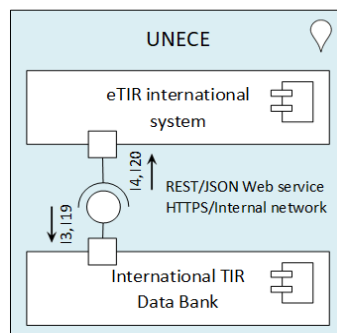 UNECE
eTIR international
system
I4, I20
I3, I19
REST/JSON Web service
HTTPS/Internal network
International TIR
Data Bank